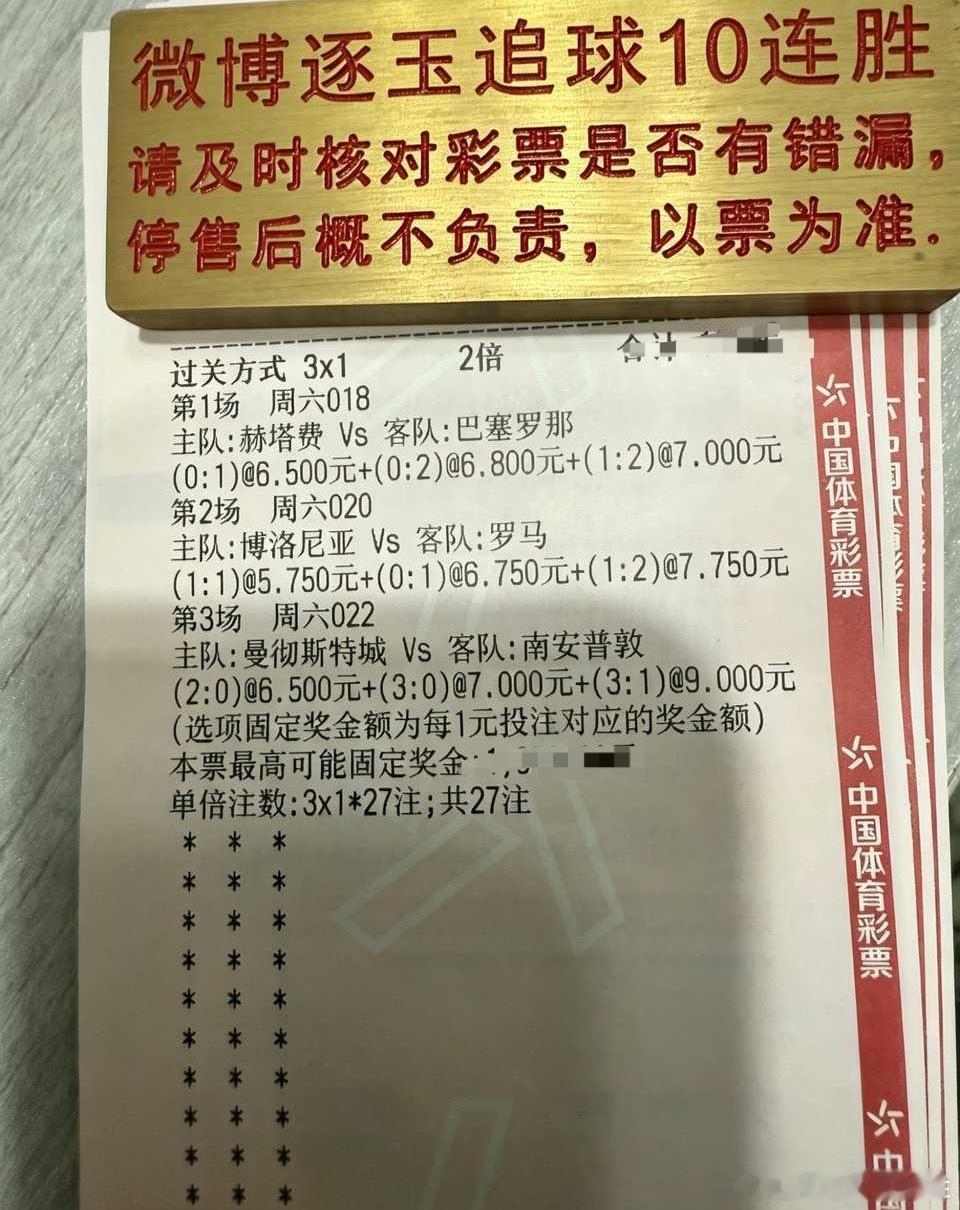 微博逐玉追球10连胜
请及时核对彩票是否有错漏，
停售后概不负责，以票为准.
过关方式 3x1 2倍
第1场 周六018
主队:赫塔费 Vs 客队:巴塞罗那
(0:1)@6.500元+(0:2)@6.800元+(1:2)@7.000元
第2场 周六020
主队:博洛尼亚 Vs 客队:罗马
(1:1)@5.750元+(0:1)@6.750元+(1:2)@7.750元
第3场 周六022
主队:曼彻斯特城 Vs 客队:南安普敦
(2:0)@6.500元+(3:0)@7.000元+(3:1)@9.000元
(选项固定奖金额为每1元投注对应的奖金额)
本票最高可能固定奖金:
单倍注数:3x1*27注;共27注
* * *
* * *
* * *
* * *
* * *
* * *
* * *
* * *
* * *
* * *
中国体育彩票
中国体育彩票
中国